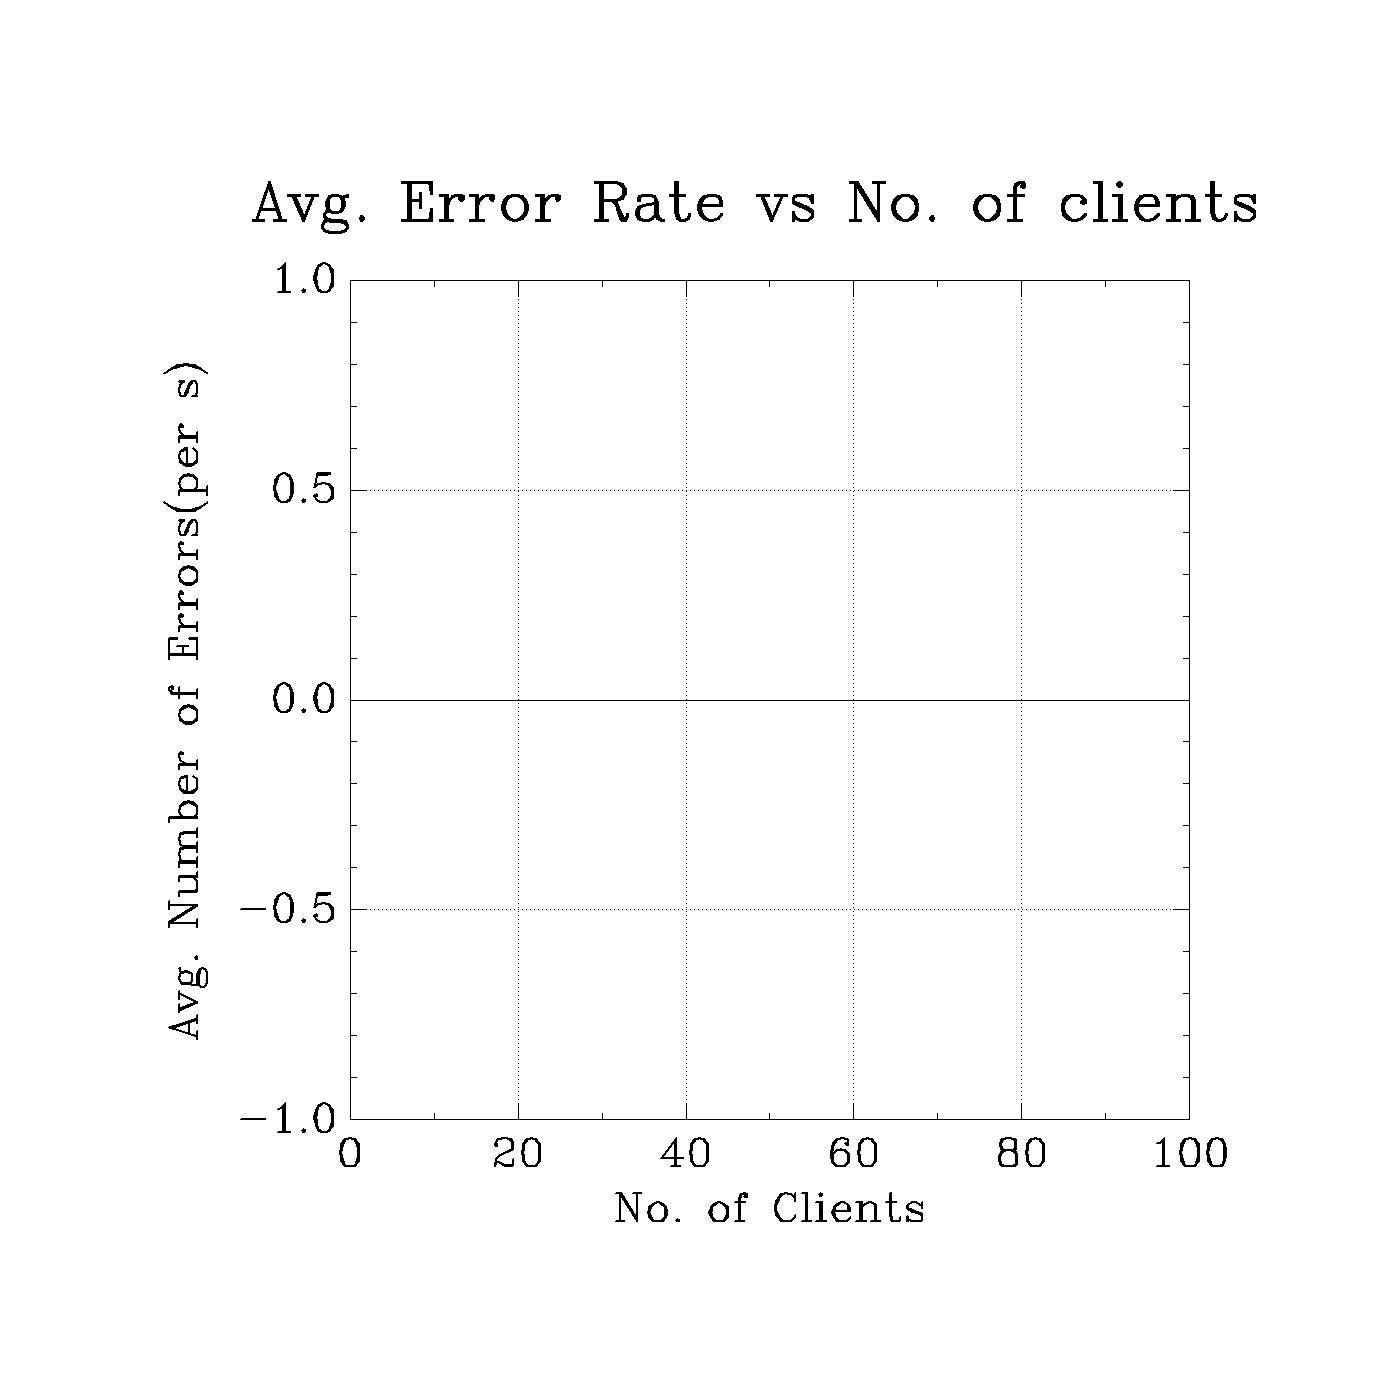 Avg. Error Rate vs No. of clients
1.0
0.5
0.0
-0.5
-1.0
Avg. Number of Errors(per s)
0 20 40 60 80 100
No. of Clients